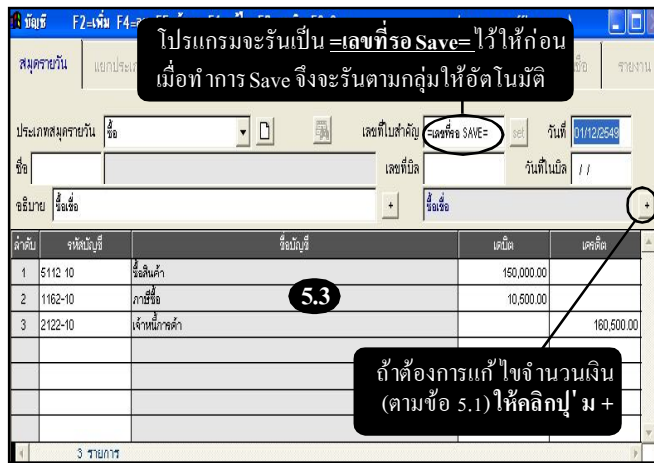 บัญชี F2=เพิ่ม
โปรแกรมจะรันเป็น =เลขที่รอ Save= ไว้ให้ก่อน
เมื่อทำการ Save จึงจะรันตามกลุ่มให้อัตโนมัติ
สมุดรายวัน แยกประเภท รายงาน
ประเภทสมุดรายวัน ซื้อ เลขที่ใบสำคัญ =เลขที่รอ SAVE= set วันที่ 01/12/2549
ชื่อ เลขที่บิล วันที่ในบิล / /
อธิบาย ซื้อเชื่อ + ซื้อเชื่อ +
ลำดับ รหัสบัญชี ชื่อบัญชี เดบิต เครดิต
1 5112-10 ซื้อสินค้า 150,000.00
2 1162-10 ภาษีซื้อ 10,500.00
3 2122-10 เจ้าหนี้การค้า 160,500.00
5.3
ถ้าต้องการแก้ไขจำนวนเงิน
(ตามข้อ 5.1) ให้คลิกปุ่ม +
3 รายการ